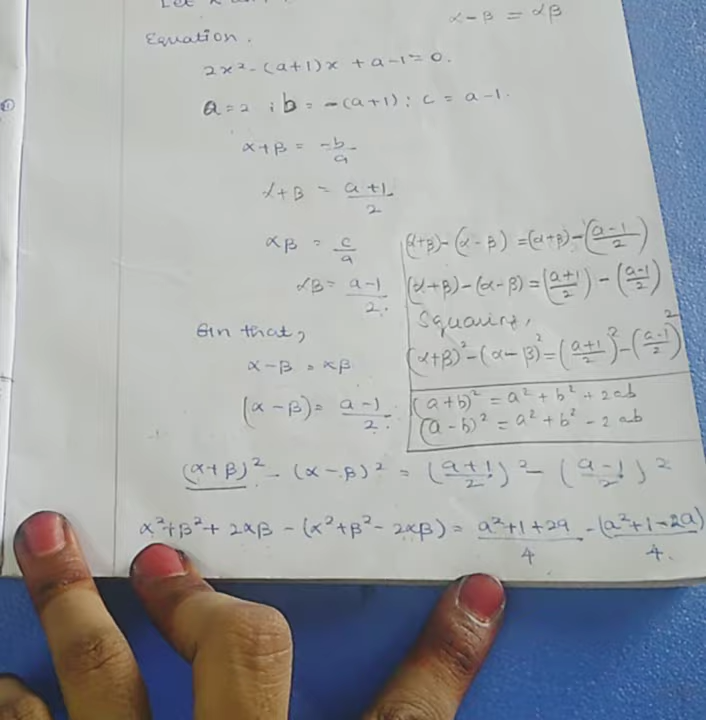 Let
α-β = αβ
Equation.
2x²-(a+1)x + a-1=0.
a=2 ; b = -(a+1) ; c = a-1.
α+β = -b/a
α+β = a+1/2
αβ = c/a
αβ = a-1/2.
that,
α-β = αβ
(α-β) = a-1/2.
(α+β)-(α-β) = (α+β)-(a-1/2)
(α+β)-(α-β) = (a+1/2) - (a-1/2)
Squaring,
(α+β)²-(α-β)² = (a+1/2)² - (a-1/2)²
(a+b)² = a²+b²+2ab
(a-b)² = a²+b²-2ab
(α+β)² - (α-β)² = (a+1/2)² - (a-1/2)²
α²+β²+2αβ-(α²+β²-2αβ) = a²+1+2a/4 - (a²+1-2a)/4.